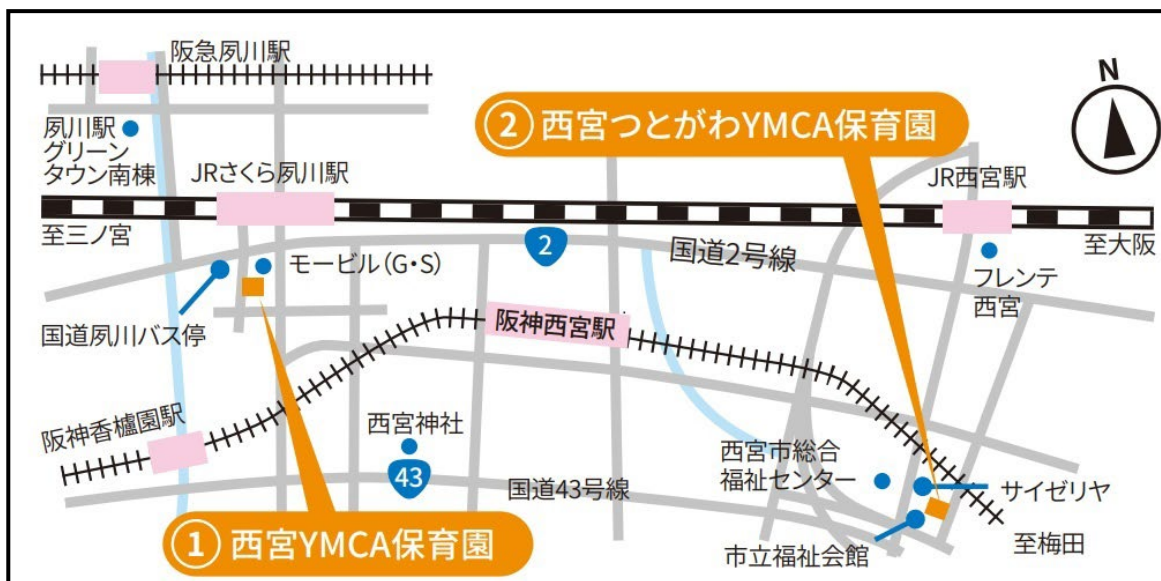 阪急夙川駅
N
② 西宮つとがわYMCA保育園
夙川駅
グリーン
タウン南棟
JRさくら夙川駅
JR西宮駅
至三ノ宮
至大阪
2
国道2号線
モービル(G・S)
フレンテ
西宮
国道夙川バス停
阪神西宮駅
阪神香櫨園駅
西宮神社
43
国道43号線
西宮市総合
福祉センター
サイゼリヤ
① 西宮YMCA保育園
市立福祉会館
至梅田